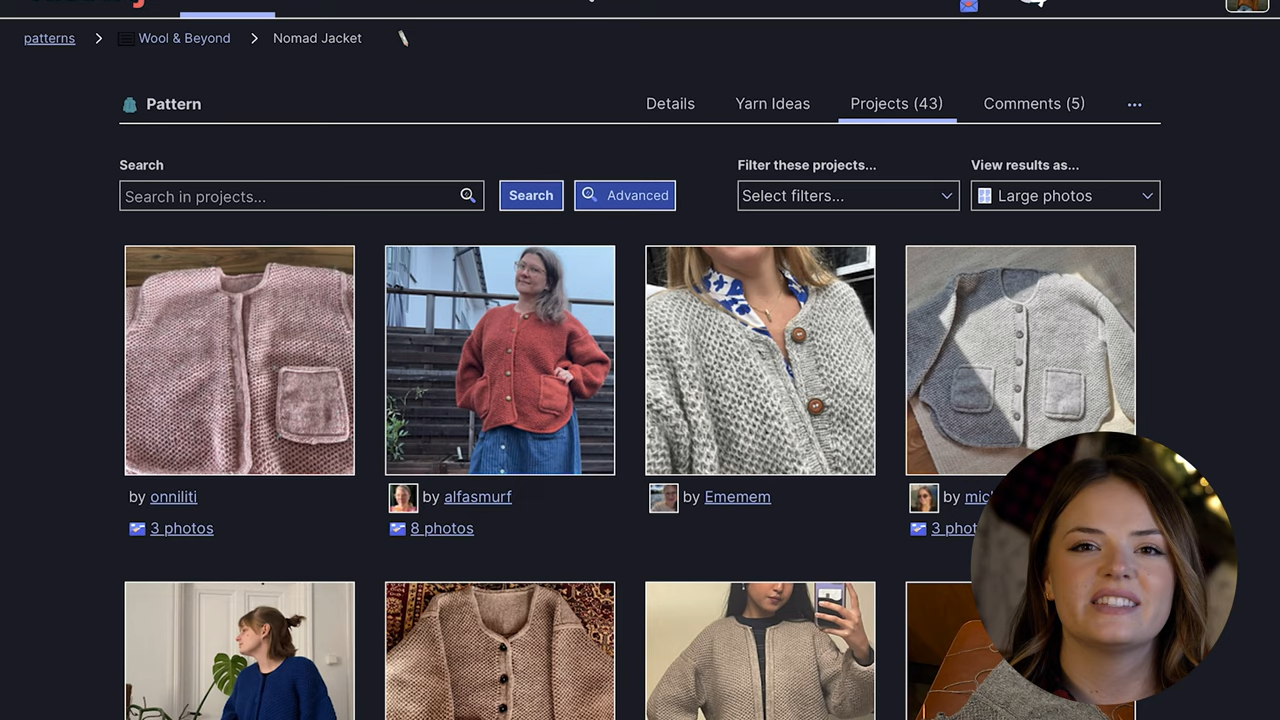 patterns
Wool & Beyond
Nomad Jacket
Pattern
Details
Yarn Ideas
Projects (43)
Comments (5)
Search
Filter these projects...
View results as...
Search in projects...
Search
Advanced
Select filters...
Large photos
by onniliti
by alfasmurf
by Ememem
by
3 photos
8 photos
3